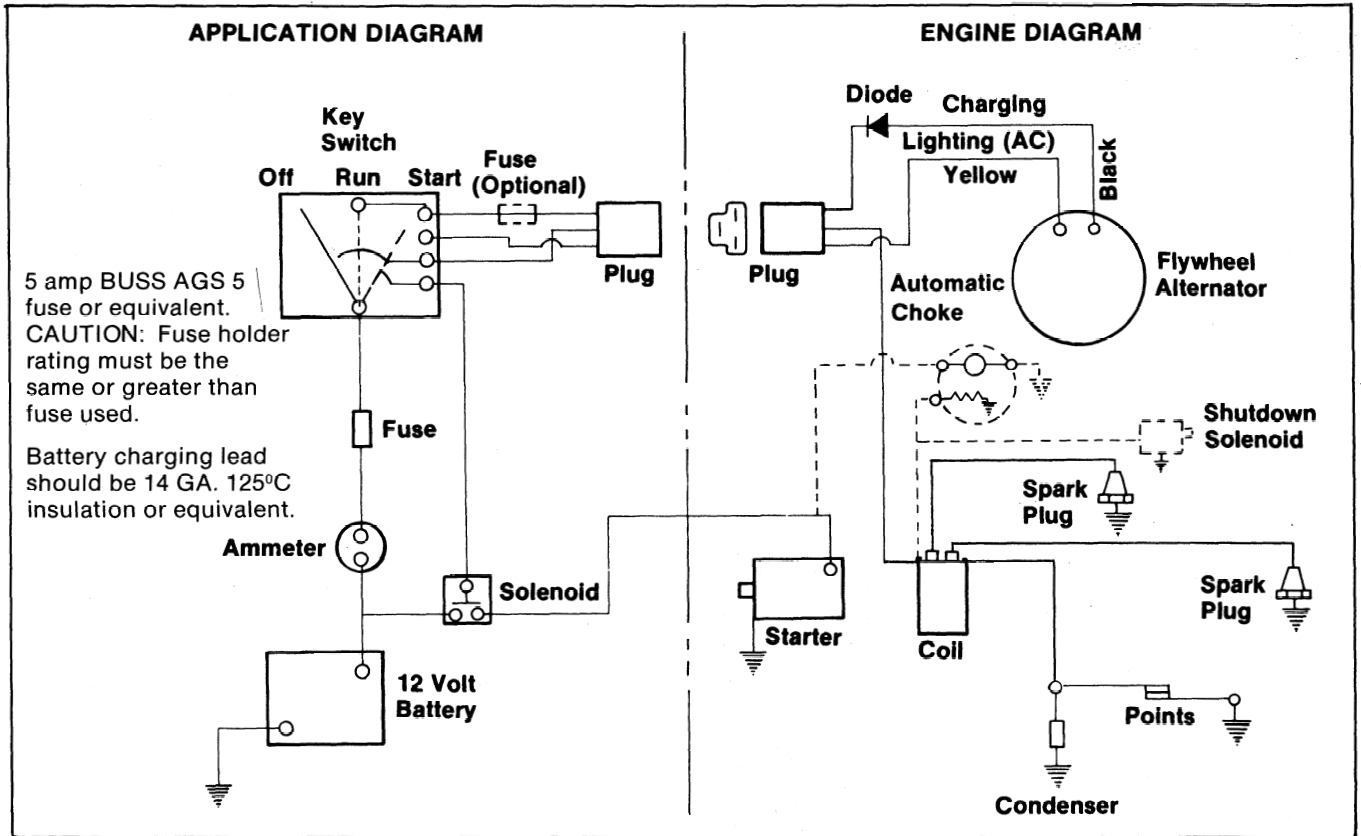 APPLICATION DIAGRAM
ENGINE DIAGRAM
Key
Switch
Off
Run
Start
Fuse
(Optional)
Plug
5 amp BUSS AGS 5
fuse or equivalent.
CAUTION: Fuse holder
rating must be the
same or greater than
fuse used.
Battery charging lead
should be 14 GA. 125ºC
insulation or equivalent.
Fuse
Ammeter
Solenoid
12 Volt
Battery
Diode
Charging
Lighting (AC)
Yellow
Black
Plug
Flywheel
Alternator
Automatic
Choke
Shutdown
Solenoid
Spark
Plug
Spark
Plug
Starter
Coil
Points
Condenser